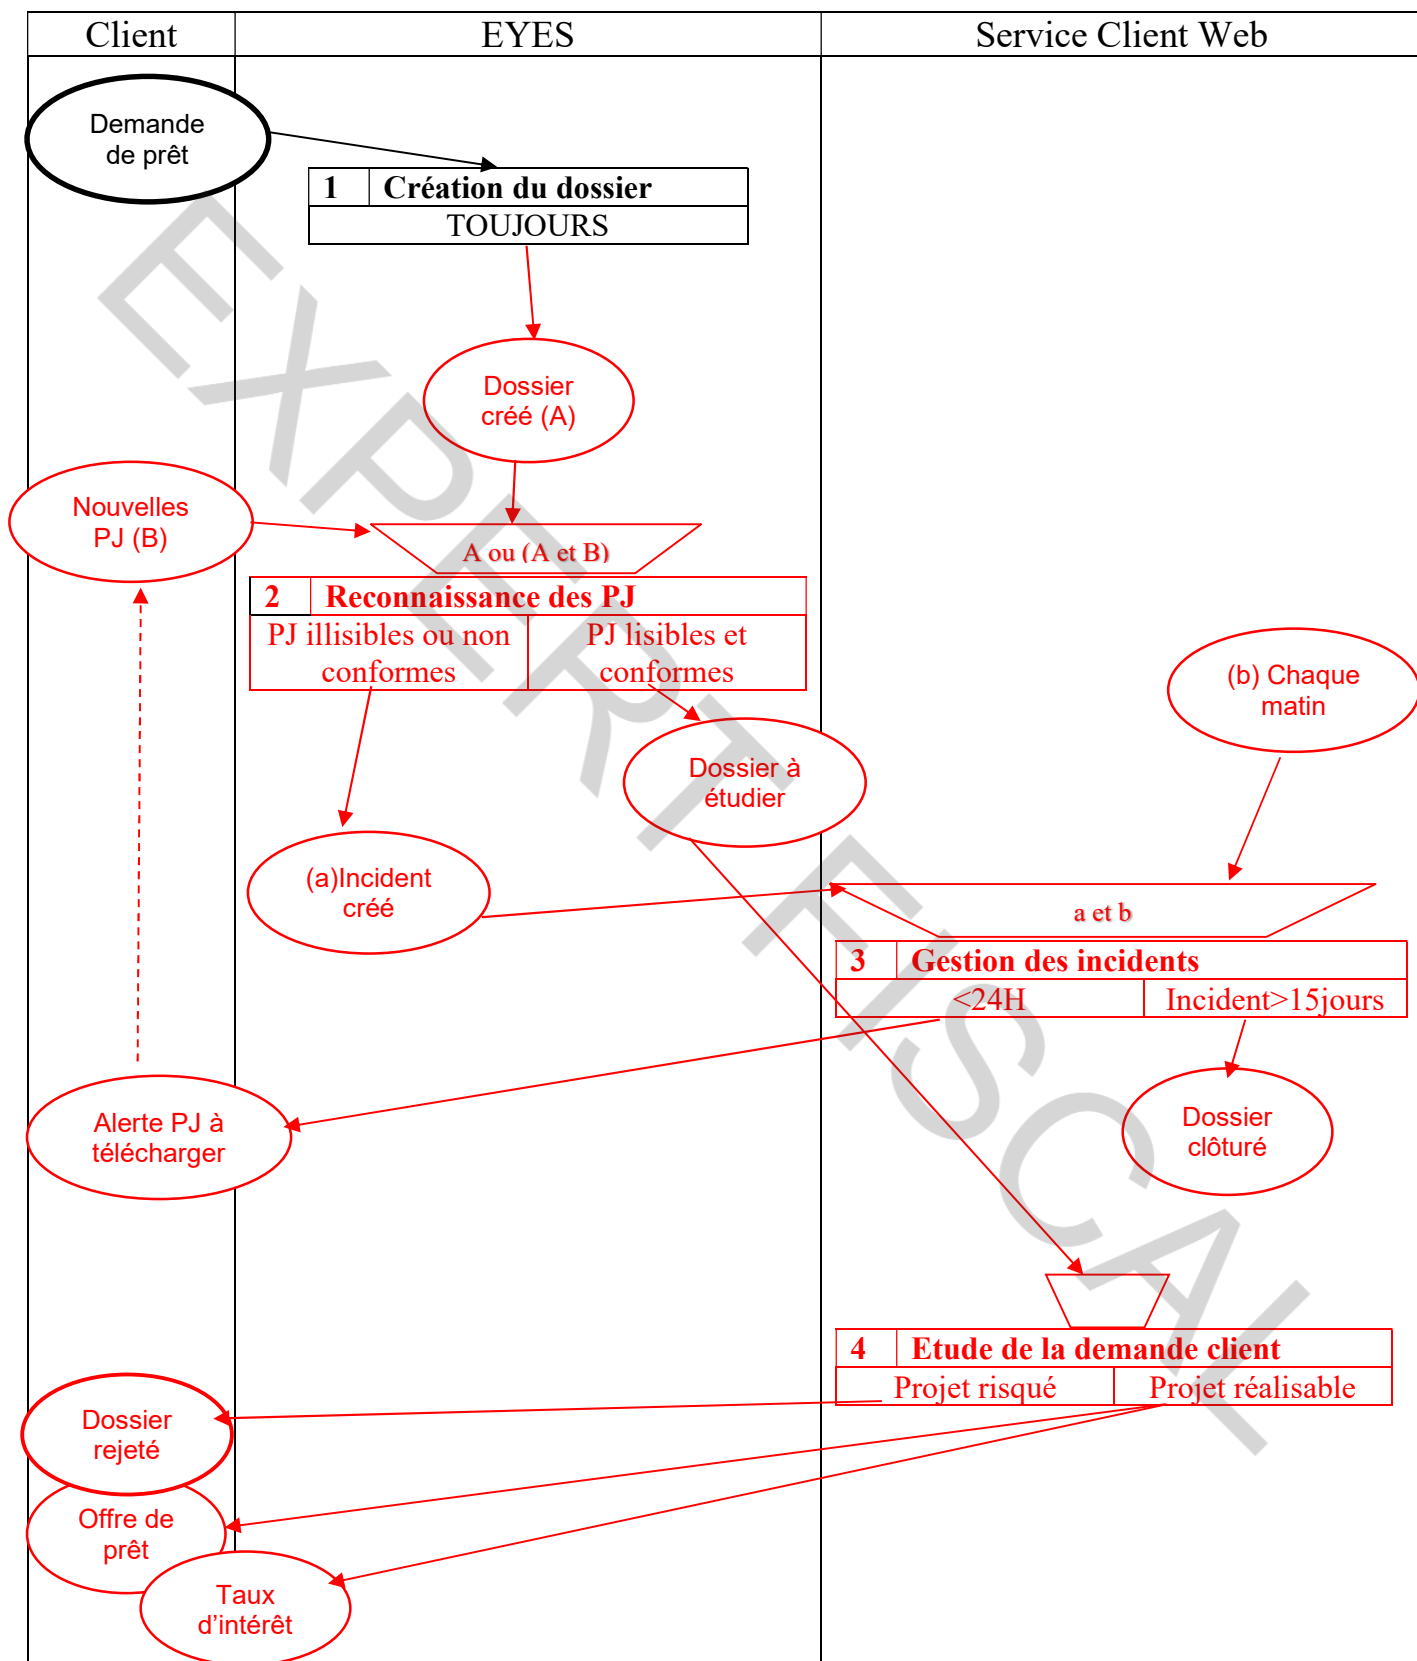 Client
EYES
Service Client Web
Demande
de prêt
1 Création du dossier
TOUJOURS
Dossier
créé (A)
Nouvelles
PJ (B)
A ou (A et B)
2 Reconnaissance des PJ
PJ illisibles ou non
conformes
PJ lisibles et
conformes
(b) Chaque
matin
Dossier à
étudier
(a)Incident
créé
a et b
3 Gestion des incidents
<24H
Incident>15jours
Alerte PJ à
télécharger
Dossier
clôturé
4 Etude de la demande client
Projet risqué
Projet réalisable
Dossier
rejeté
Offre de
prêt
Taux
d’intérêt
EXPERT FISCAL